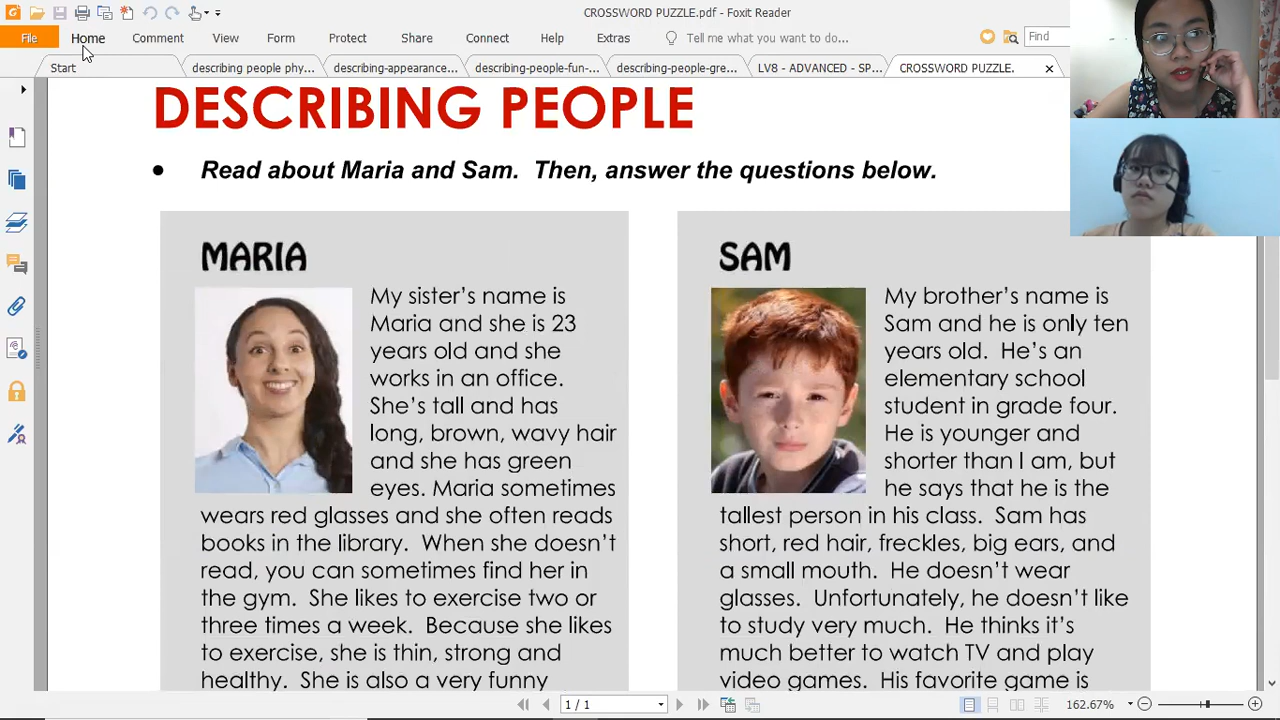 CROSSWORD PUZZLE.pdf - Foxit Reader
File Home Comment View Form Protect Share Connect Help Extras Tell me what you want to do... Find
Start describing people phy... describing-appearance... describing-people-fun-... describing-people-gre... LV8 - ADVANCED - SP... CROSSWORD PUZZLE.
DESCRIBING PEOPLE
• Read about Maria and Sam. Then, answer the questions below.
MARIA
My sister's name is
Maria and she is 23
years old and she
works in an office.
She's tall and has
long, brown, wavy hair
and she has green
eyes. Maria sometimes
wears red glasses and she often reads
books in the library. When she doesn't
read, you can sometimes find her in
the gym. She likes to exercise two or
three times a week. Because she likes
to exercise, she is thin, strong and
healthy. She is also a very funny
SAM
My brother's name is
Sam and he is only ten
years old. He's an
elementary school
student in grade four.
He is younger and
shorter than I am, but
he says that he is the
tallest person in his class. Sam has
short, red hair, freckles, big ears, and
a small mouth. He doesn't wear
glasses. Unfortunately, he doesn't like
to study very much. He thinks it's
much better to watch TV and play
video games. His favorite game is
1 / 1
162.67%